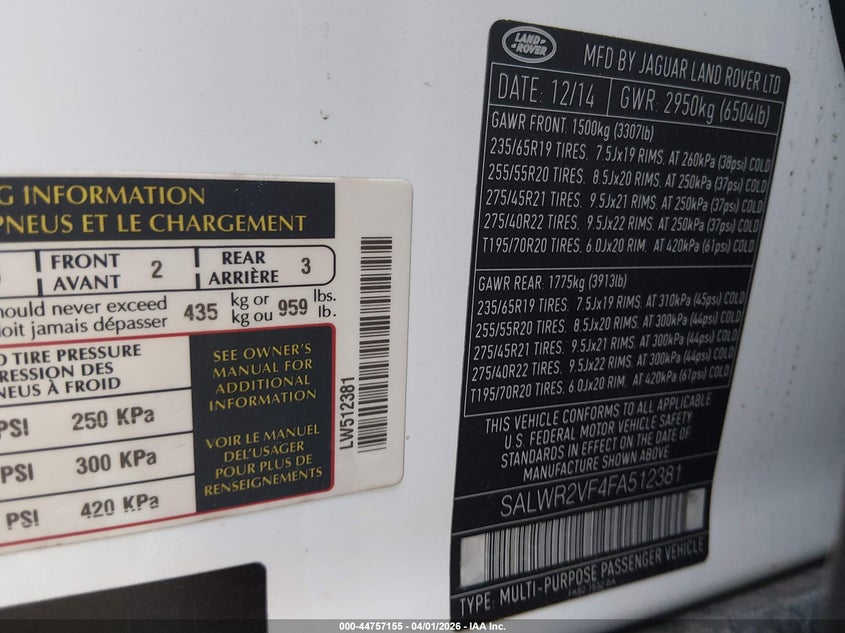 G INFORMATION
PNEUS ET LE CHARGEMENT
FRONT 2 REAR 3
AVANT ARRIÈRE
ould never exceed 435 kg or 959 lbs.
oit jamais dépasser kg ou lb.
D TIRE PRESSURE
RESSION DES
NEUS À FROID
PSI 250 KPa
PSI 300 KPa
PSI 420 KPa
SEE OWNER'S
MANUAL FOR
ADDITIONAL
INFORMATION
VOIR LE MANUEL
DEL'USAGER
POUR PLUS DE
RENSEIGNEMENTS
LW512381
LAND ROVER
MFD BY JAGUAR LAND ROVER LTD
DATE: 12/14 GWR: 2950kg (6504lb)
GAWR FRONT: 1500kg (3307lb)
235/65R19 TIRES. 7.5Jx19 RIMS. AT 260kPa (38psi) COLD
255/55R20 TIRES. 8.5Jx20 RIMS. AT 250kPa (37psi) COLD
275/45R21 TIRES. 9.5Jx21 RIMS. AT 250kPa (37psi) COLD
275/40R22 TIRES. 9.5Jx22 RIMS. AT 250kPa (37psi) COLD
T195/70R20 TIRES. 6.0Jx20 RIM. AT 420kPa (61psi) COLD
GAWR REAR: 1775kg (3913lb)
235/65R19 TIRES. 7.5Jx19 RIMS. AT 310kPa (45psi) COLD
255/55R20 TIRES. 8.5Jx20 RIMS. AT 300kPa (44psi) COLD
275/45R21 TIRES. 9.5Jx21 RIMS. AT 300kPa (44psi) COLD
275/40R22 TIRES. 9.5Jx22 RIMS. AT 300kPa (44psi) COLD
T195/70R20 TIRES. 6.0Jx20 RIM. AT 420kPa (61psi) COLD
THIS VEHICLE CONFORMS TO ALL APPLICABLE
U.S. FEDERAL MOTOR VEHICLE SAFETY
STANDARDS IN EFFECT ON THE DATE OF
MANUFACTURE SHOWN ABOVE
SALWR2VF4FA512381
TYPE: MULTI-PURPOSE PASSENGER VEHICLE
000-44757155 - 04/01/2026 - IAA Inc.